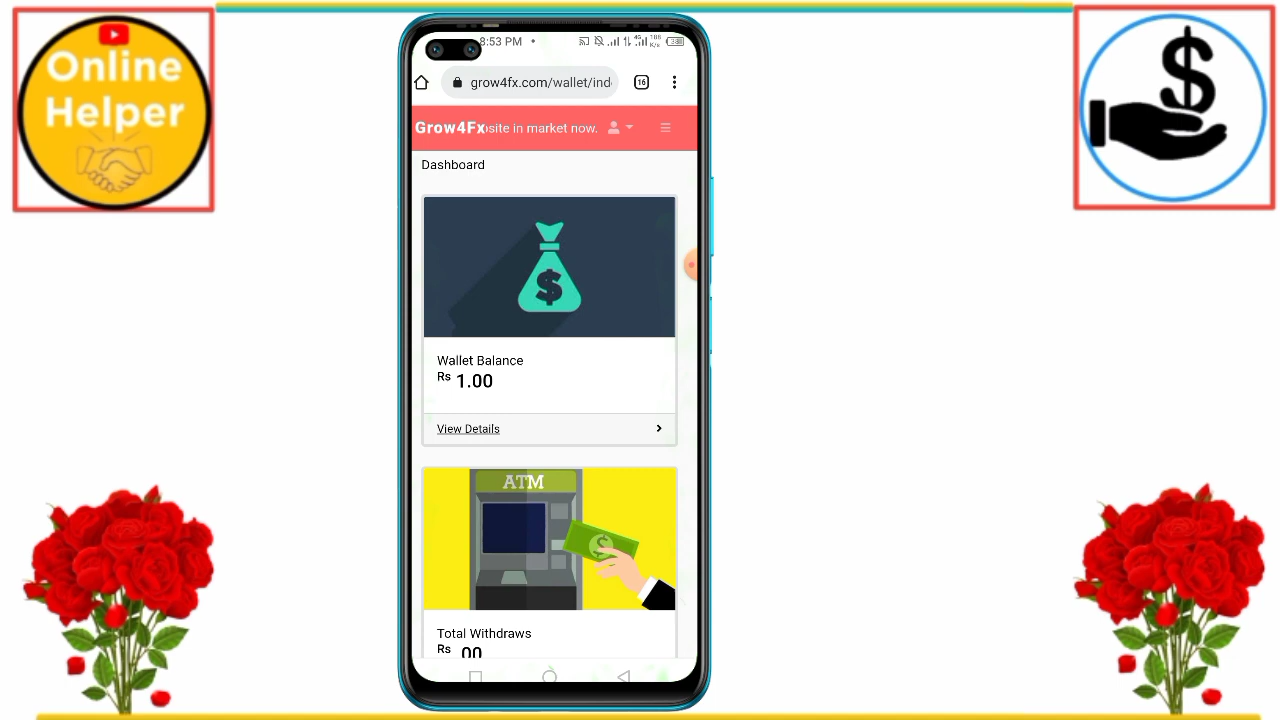 Online
Helper
$
8:53 PM
4G
K/s
grow4fx.com/wallet/ind
16
Grow4Fx
site in market now.
Dashboard
$
Wallet Balance
Rs 1.00
View Details
ATM
$
Total Withdraws
Rs 00